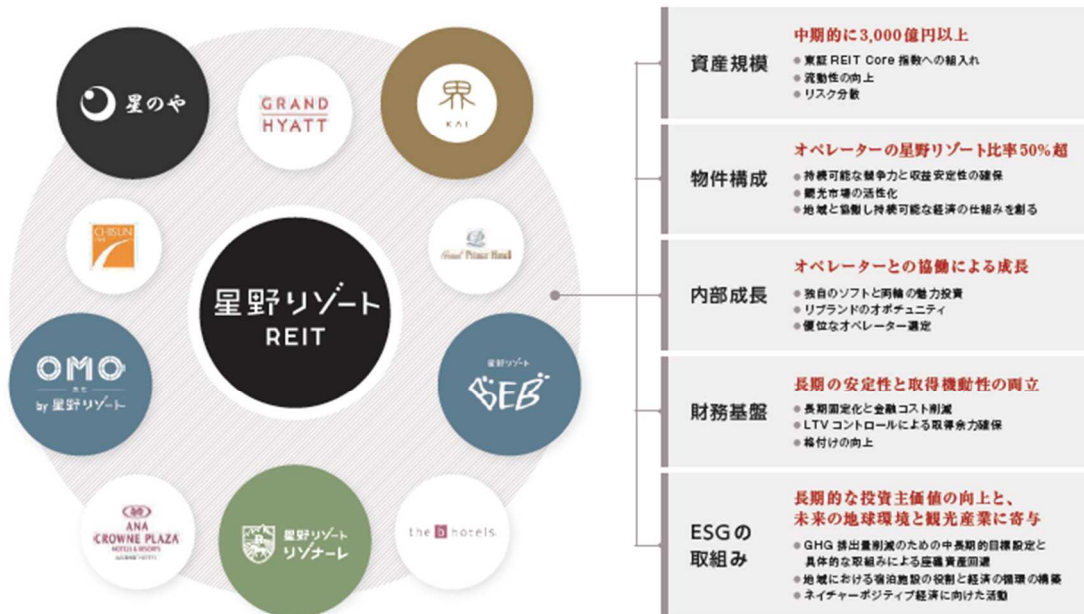 星のや
GRAND
HYATT
界
KAI
CHISUN
Grand Prince Hotel
星野リゾート
REIT
OMO
by 星野リゾート
星野リゾート
BEB
ANA
CROWNE PLAZA
HOTELS & RESORTS
星野リゾート
リゾナーレ
the b hotels
資産規模
中期的に3,000億円以上
東証 REIT Core 指数への組入れ
流動性の向上
リスク分散
物件構成
オペレーターの星野リゾート比率50%超
持続可能な競争力と収益安定性の確保
観光市場の活性化
地域と協働し持続可能な経済の仕組みを創る
内部成長
オペレーターとの協働による成長
独自のソフトと両輪の魅力投資
リブランドのオポチュニティ
優位なオペレーター選定
財務基盤
長期の安定性と取得機動性の両立
長期固定化と金融コスト削減
LTVコントロールによる取得余力確保
格付けの向上
ESGの
取組み
長期的な投資主価値の向上と、
未来の地球環境と観光産業に寄与
GHG 排出量削減のための中長期的目標設定と
具体的な取組みによる座礁資産回避
地域における宿泊施設の役割と経済の循環の構築
ネイチャーポジティブ経済に向けた活動